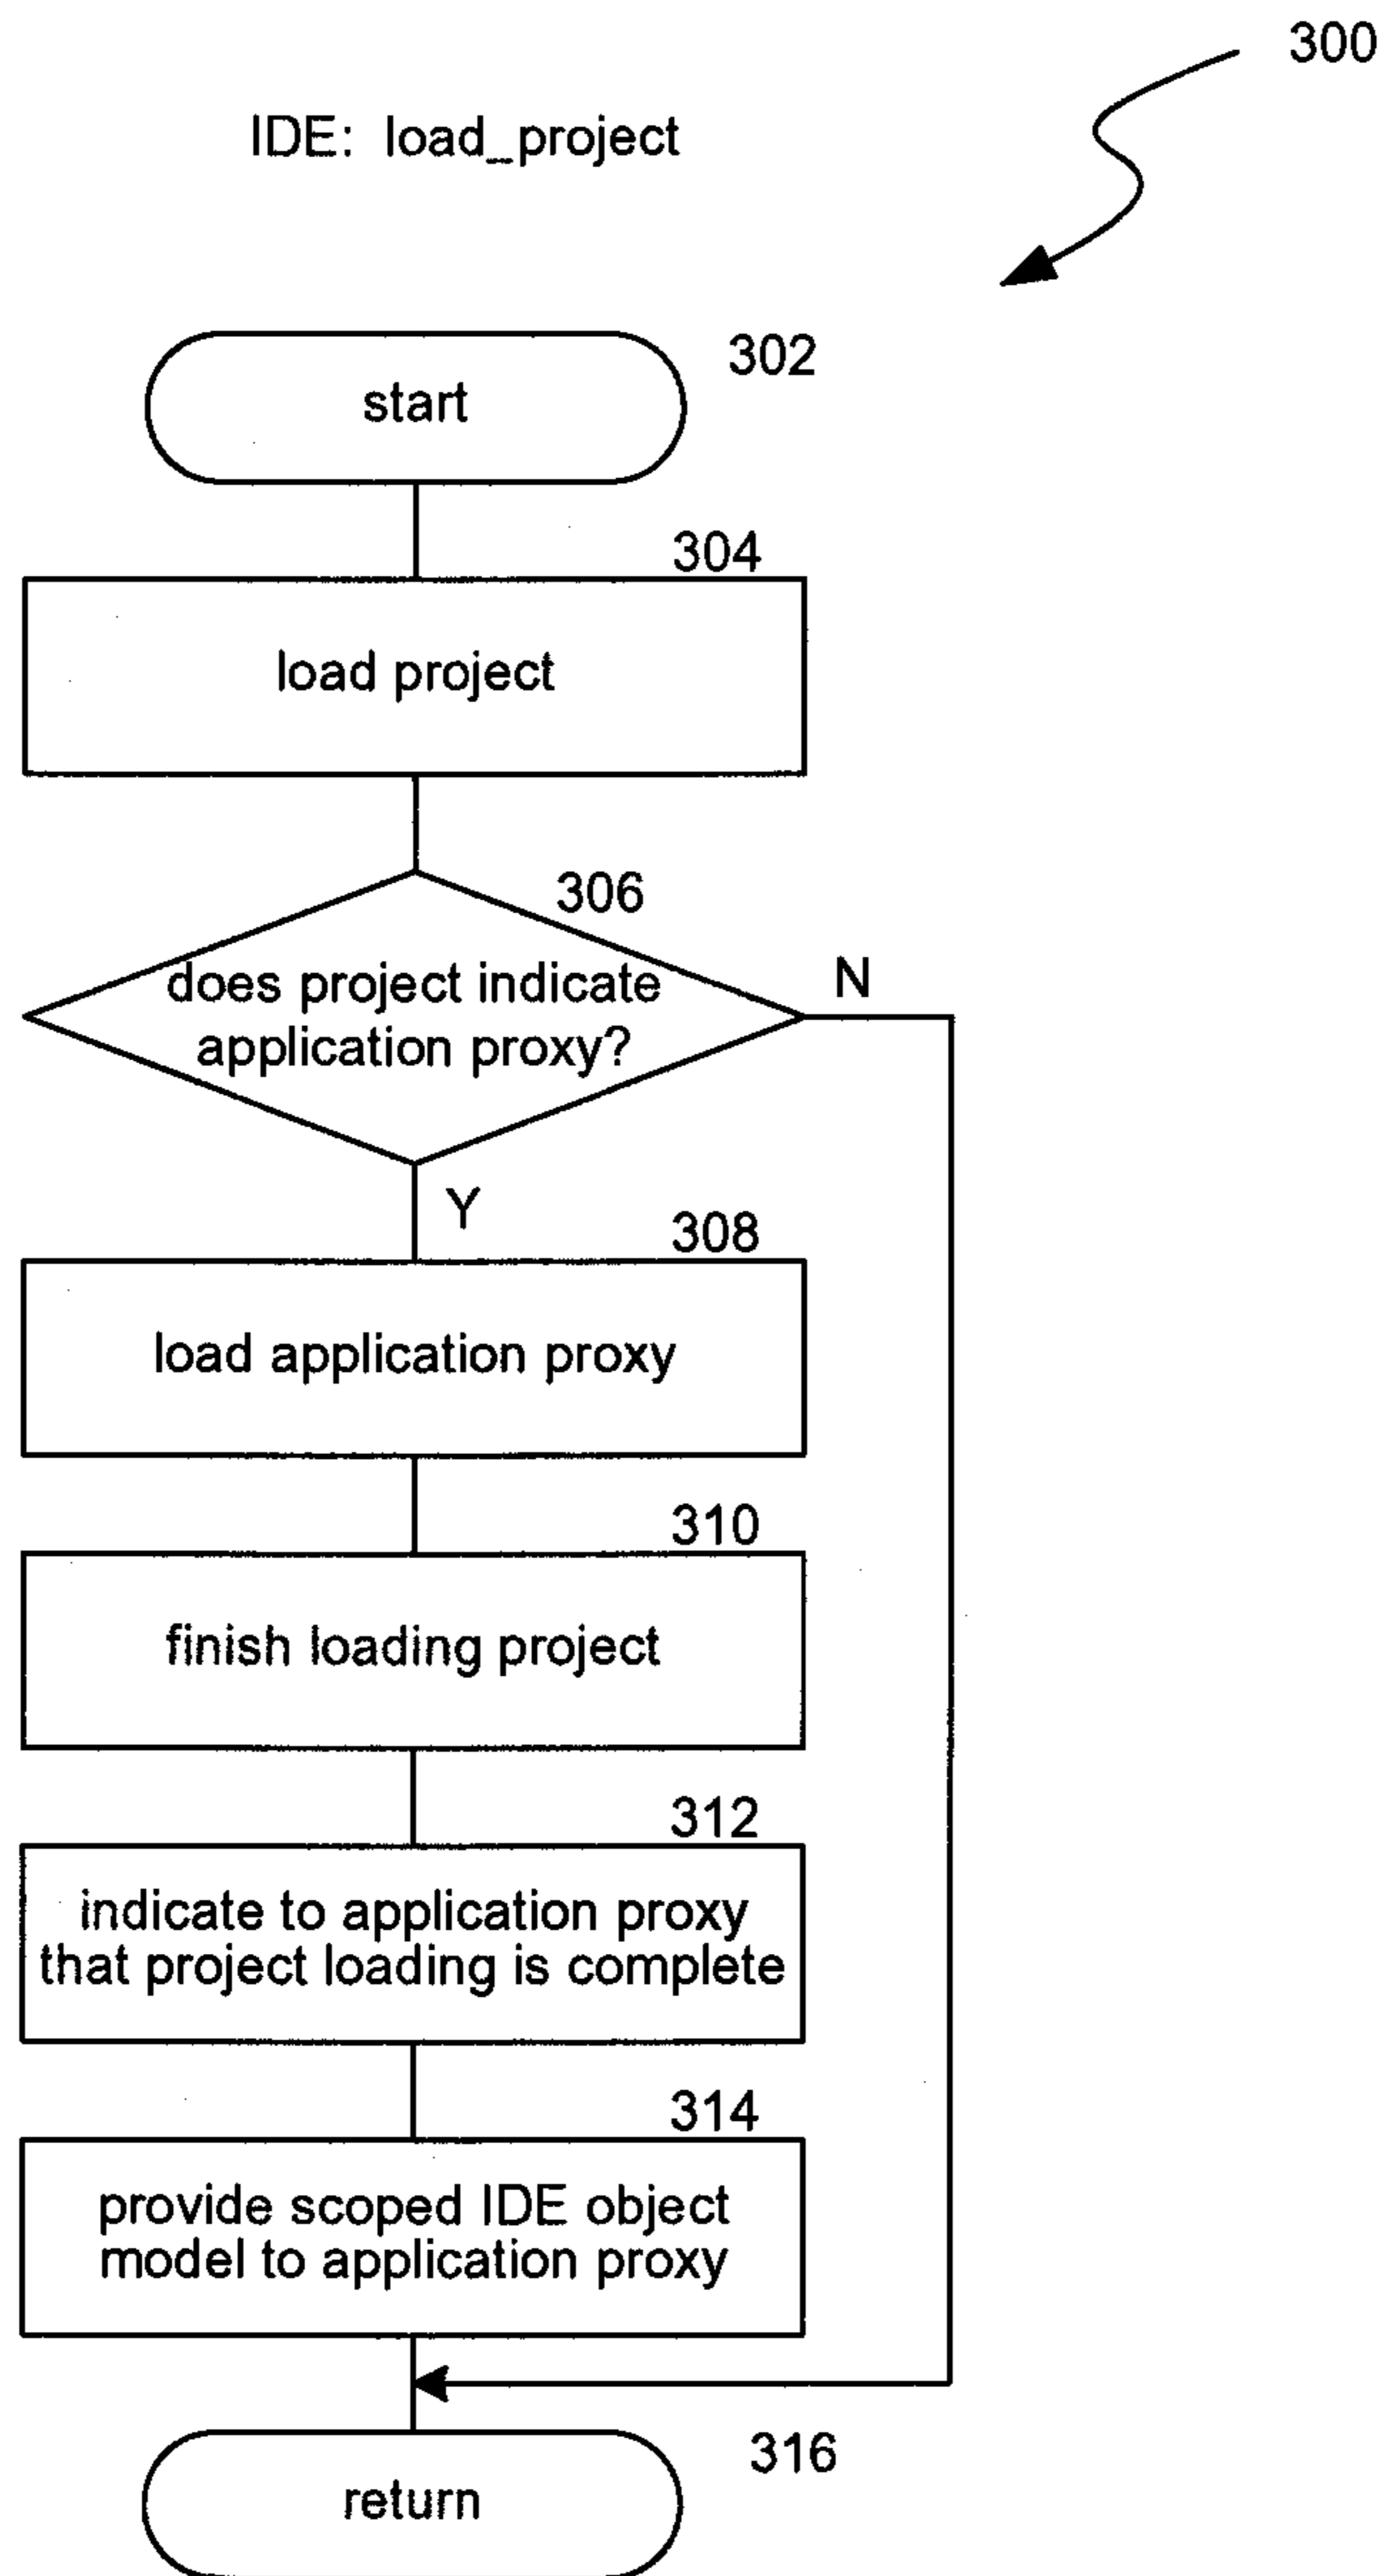 300
IDE: load_project
302
start
304
load project
306
does project indicate
application proxy?
N
Y
308
load application proxy
310
finish loading project
312
indicate to application proxy
that project loading is complete
314
provide scoped IDE object
model to application proxy
316
return